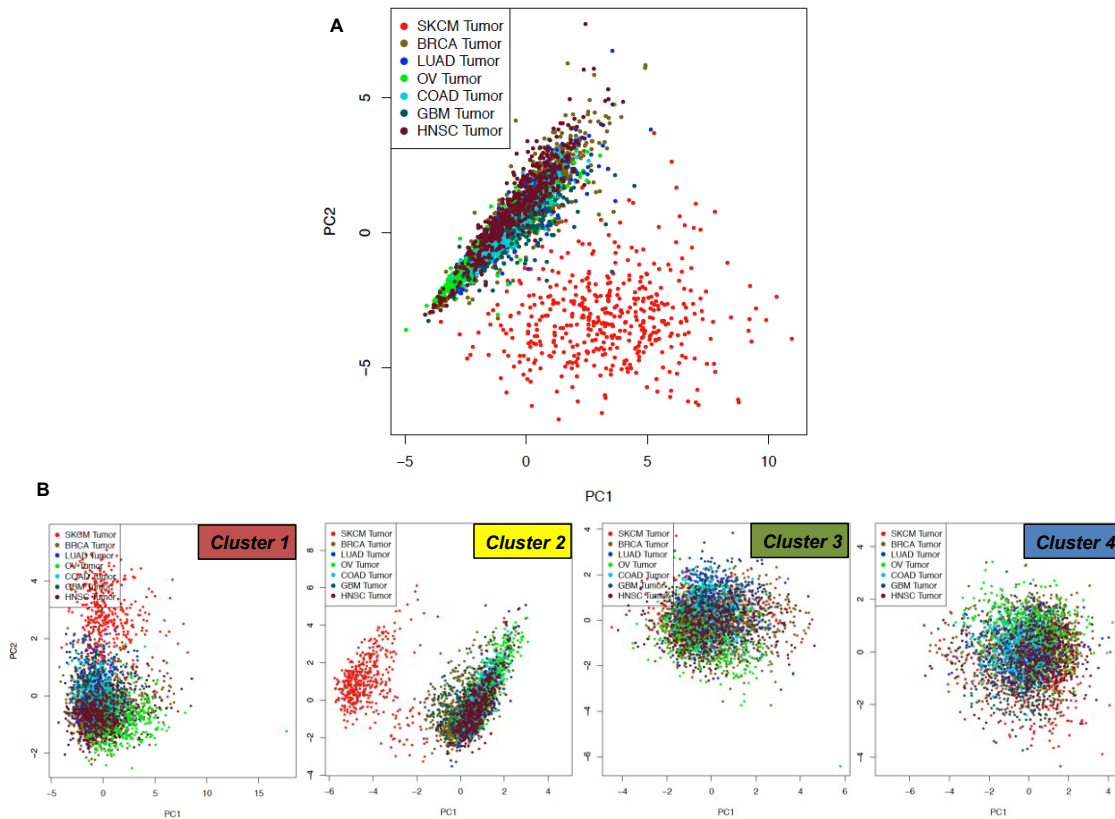 A
SKCM Tumor
BRCA Tumor
LUAD Tumor
OV Tumor
COAD Tumor
GBM Tumor
HNSC Tumor
5
0
−5
PC2
−5
0
5
10
PC1
B
SKCM Tumor
BRCA Tumor
LUAD Tumor
OV Tumor
COAD Tumor
GBM Tumor
HNSC Tumor
Cluster 1
4
2
0
−2
PC2
−5
0
5
10
15
PC1
SKCM Tumor
BRCA Tumor
LUAD Tumor
OV Tumor
COAD Tumor
GBM Tumor
HNSC Tumor
Cluster 2
8
6
4
2
0
−2
−4
−6
−4
−2
0
2
4
PC1
SKCM Tumor
BRCA Tumor
LUAD Tumor
OV Tumor
COAD Tumor
GBM Tumor
HNSC Tumor
Cluster 3
4
2
0
−2
−4
−6
−4
−2
0
2
4
6
PC1
SKCM Tumor
BRCA Tumor
LUAD Tumor
OV Tumor
COAD Tumor
GBM Tumor
HNSC Tumor
Cluster 4
4
2
0
−2
−4
−6
−4
−2
0
2
4
PC1